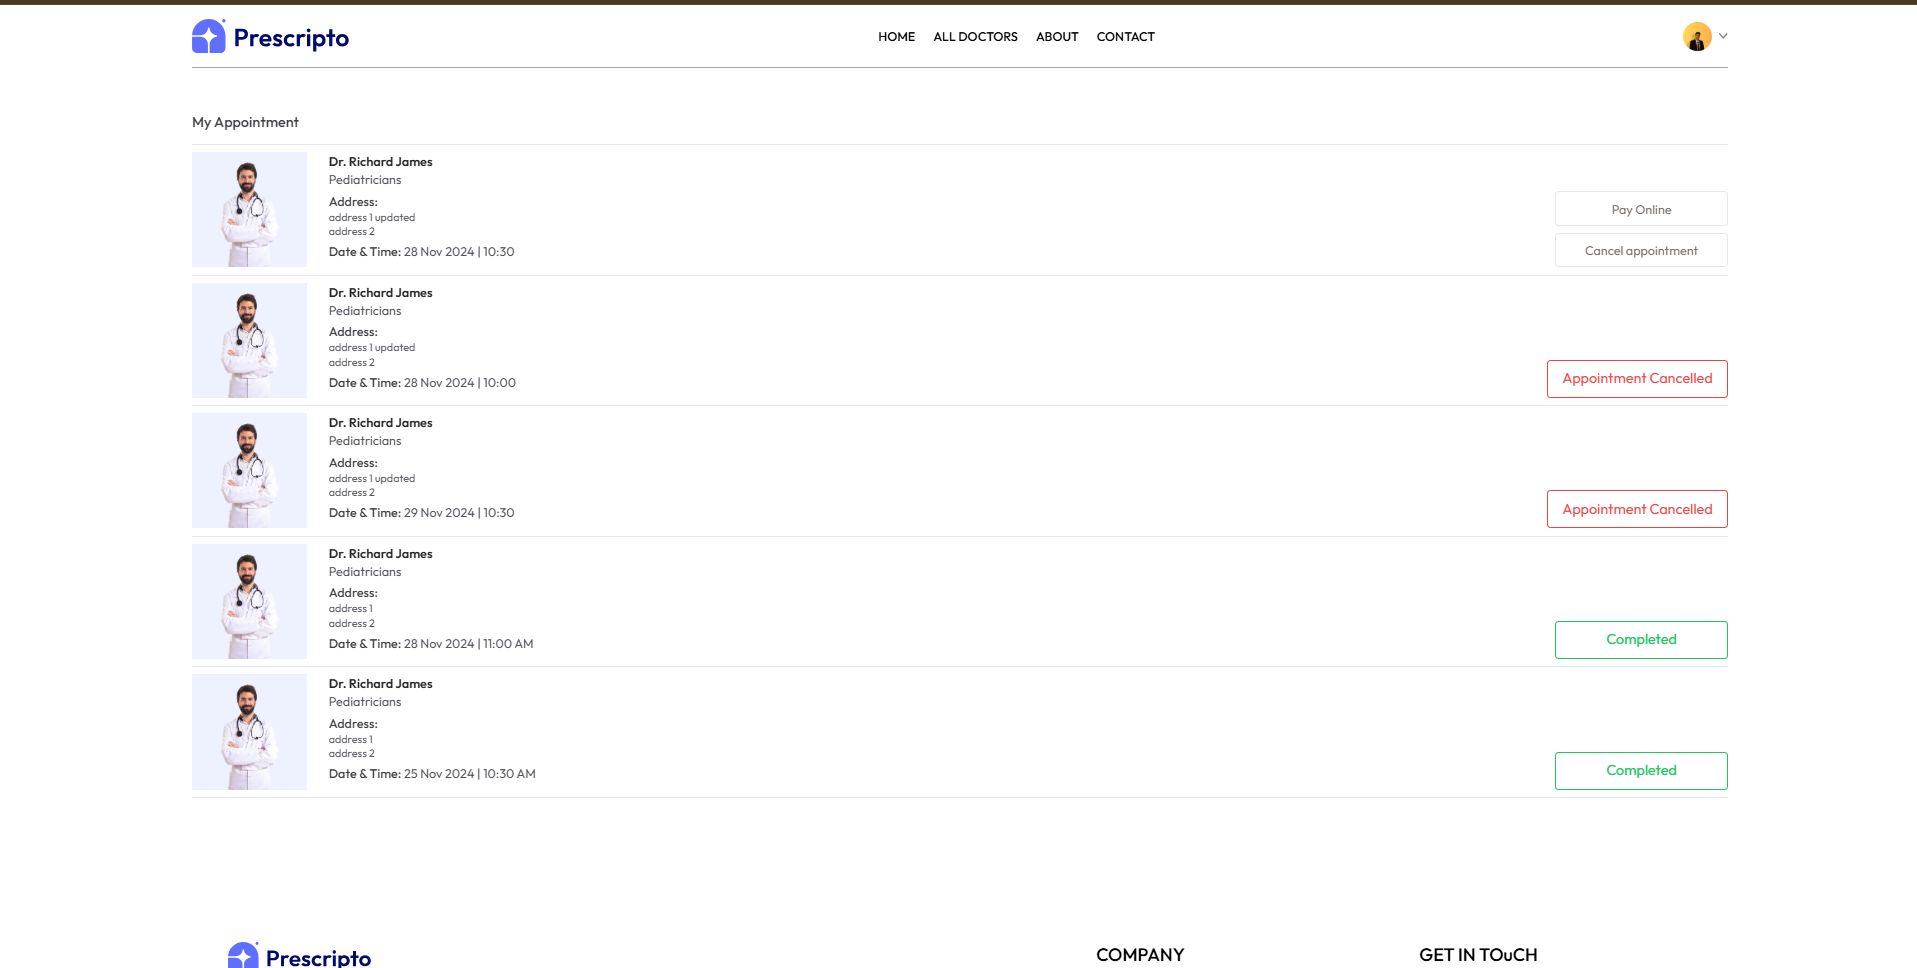 Prescripto
HOME ALL DOCTORS ABOUT CONTACT
My Appointment
Dr. Richard James
Pediatricians
Address:
address 1 updated
address 2
Date & Time: 28 Nov 2024 | 10:30
Pay Online
Cancel appointment
Dr. Richard James
Pediatricians
Address:
address 1 updated
address 2
Date & Time: 28 Nov 2024 | 10:00
Appointment Cancelled
Dr. Richard James
Pediatricians
Address:
address 1 updated
address 2
Date & Time: 29 Nov 2024 | 10:30
Appointment Cancelled
Dr. Richard James
Pediatricians
Address:
address 1
address 2
Date & Time: 28 Nov 2024 | 11:00 AM
Completed
Dr. Richard James
Pediatricians
Address:
address 1
address 2
Date & Time: 25 Nov 2024 | 10:30 AM
Completed
Prescripto
COMPANY
GET IN TOuCH